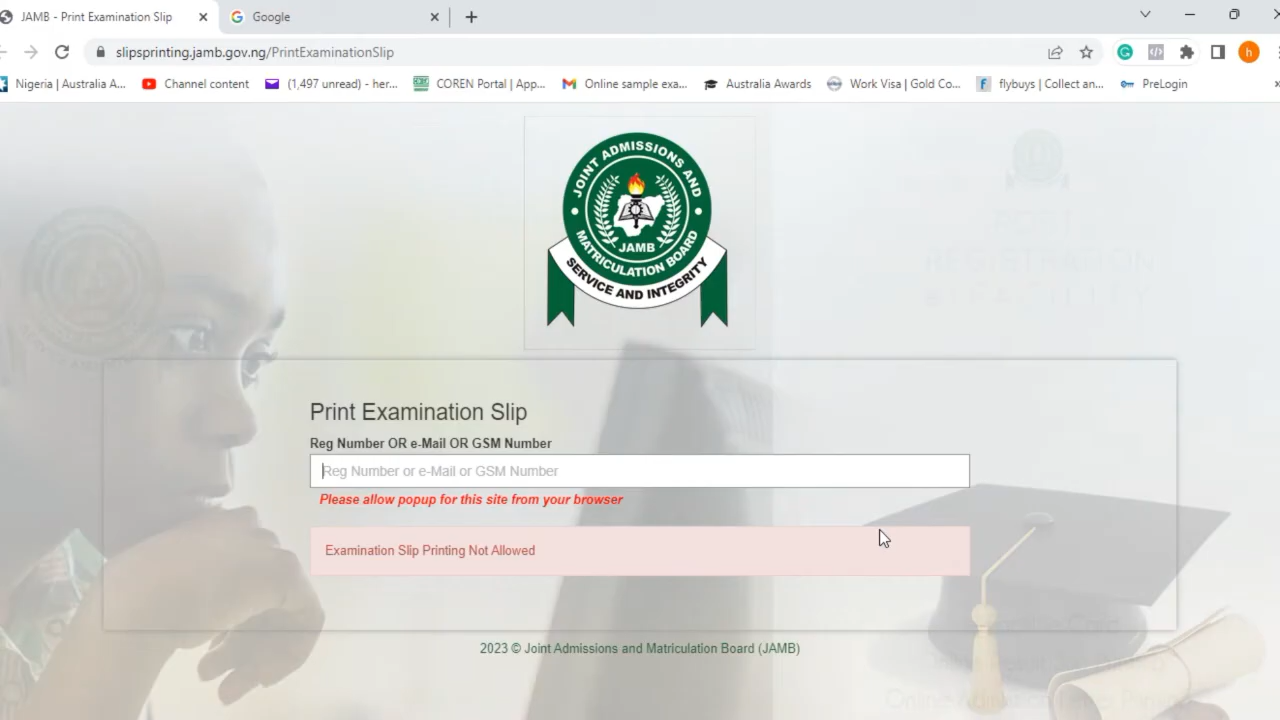 JAMB - Print Examination Slip
Google
slipsprinting.jamb.gov.ng/PrintExaminationSlip
h
Nigeria | Australia A...
Channel content
(1,497 unread) - her...
COREN Portal | App...
Online sample exa...
Australia Awards
Work Visa | Gold Co...
flybuys | Collect an...
PreLogin
JOINT ADMISSIONS AND
MATRICULATION BOARD
JAMB
SERVICE AND INTEGRITY
Print Examination Slip
Reg Number OR e-Mail OR GSM Number
Reg Number or e-Mail or GSM Number
Please allow popup for this site from your browser
Examination Slip Printing Not Allowed
2023 © Joint Admissions and Matriculation Board (JAMB)